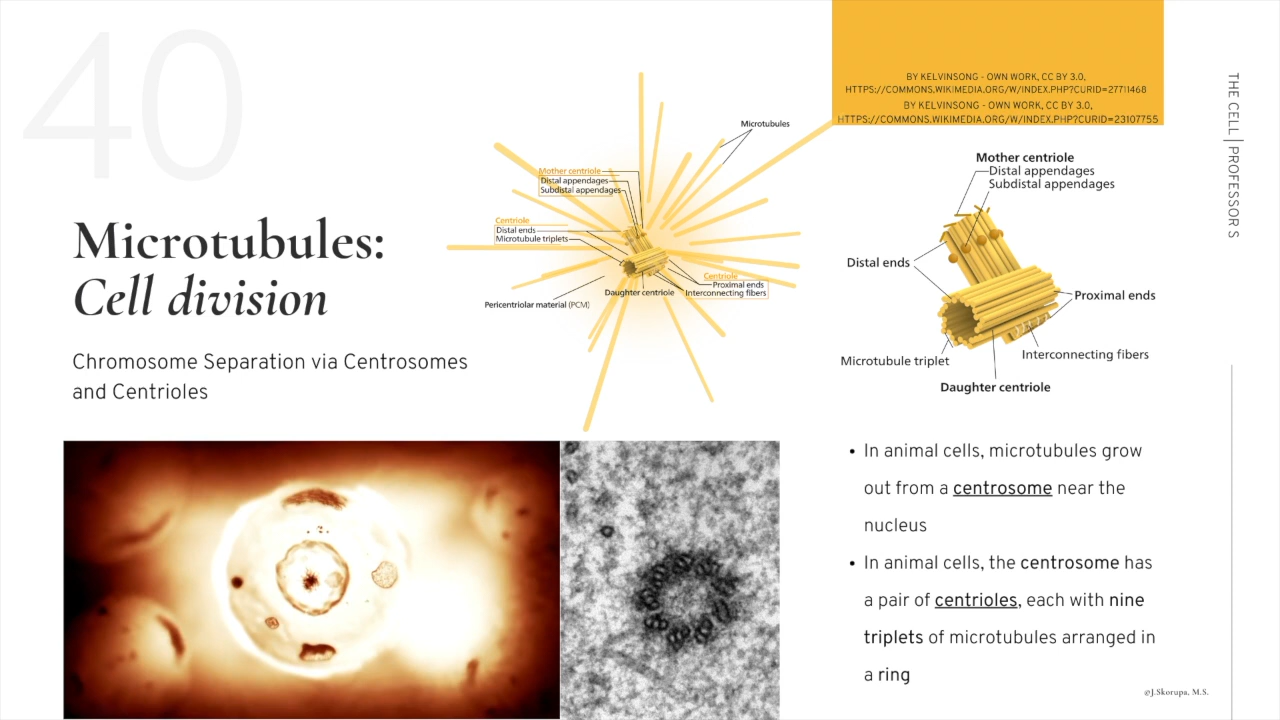 40
BY KELVINSONG - OWN WORK, CC BY 3.0,
HTTPS://COMMONS.WIKIMEDIA.ORG/W/INDEX.PHP?CURID=27711468
BY KELVINSONG - OWN WORK, CC BY 3.0,
HTTPS://COMMONS.WIKIMEDIA.ORG/W/INDEX.PHP?CURID=23107755
THE CELL | PROFESSOR S
Microtubules:
Cell division
Chromosome Separation via Centrosomes
and Centrioles
Microtubules
Mother centriole
Distal appendages
Subdistal appendages
Centriole
Distal ends
Microtubule triplets
Centriole
Proximal ends
Interconnecting fibers
Daughter centriole
Pericentriolar material (PCM)
Mother centriole
Distal appendages
Subdistal appendages
Distal ends
Proximal ends
Microtubule triplet
Interconnecting fibers
Daughter centriole
• In animal cells, microtubules grow
out from a centrosome near the
nucleus
• In animal cells, the centrosome has
a pair of centrioles, each with nine
triplets of microtubules arranged in
a ring
©J.Skorupa, M.S.